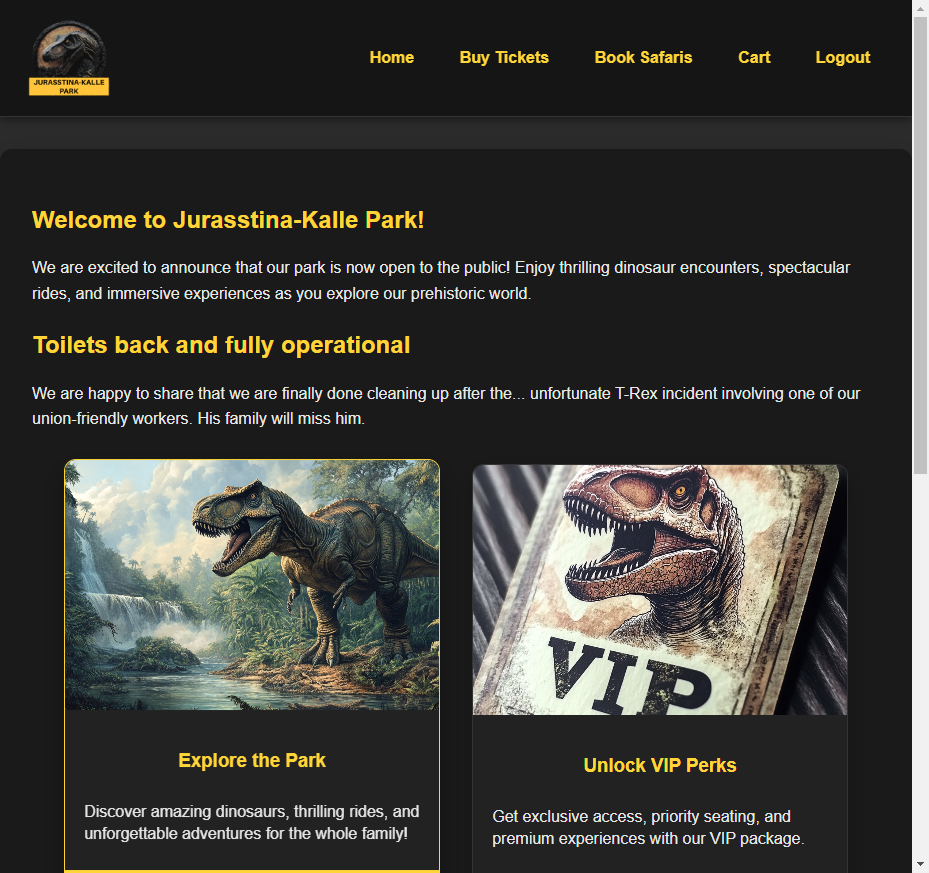 JURASSTINA-KALLE
PARK
Home
Buy Tickets
Book Safaris
Cart
Logout
Welcome to Jurasstina-Kalle Park!
We are excited to announce that our park is now open to the public! Enjoy thrilling dinosaur encounters, spectacular
rides, and immersive experiences as you explore our prehistoric world.
Toilets back and fully operational
We are happy to share that we are finally done cleaning up after the... unfortunate T-Rex incident involving one of our
union-friendly workers. His family will miss him.
VIP
Explore the Park
Discover amazing dinosaurs, thrilling rides, and
unforgettable adventures for the whole family!
Unlock VIP Perks
Get exclusive access, priority seating, and
premium experiences with our VIP package.